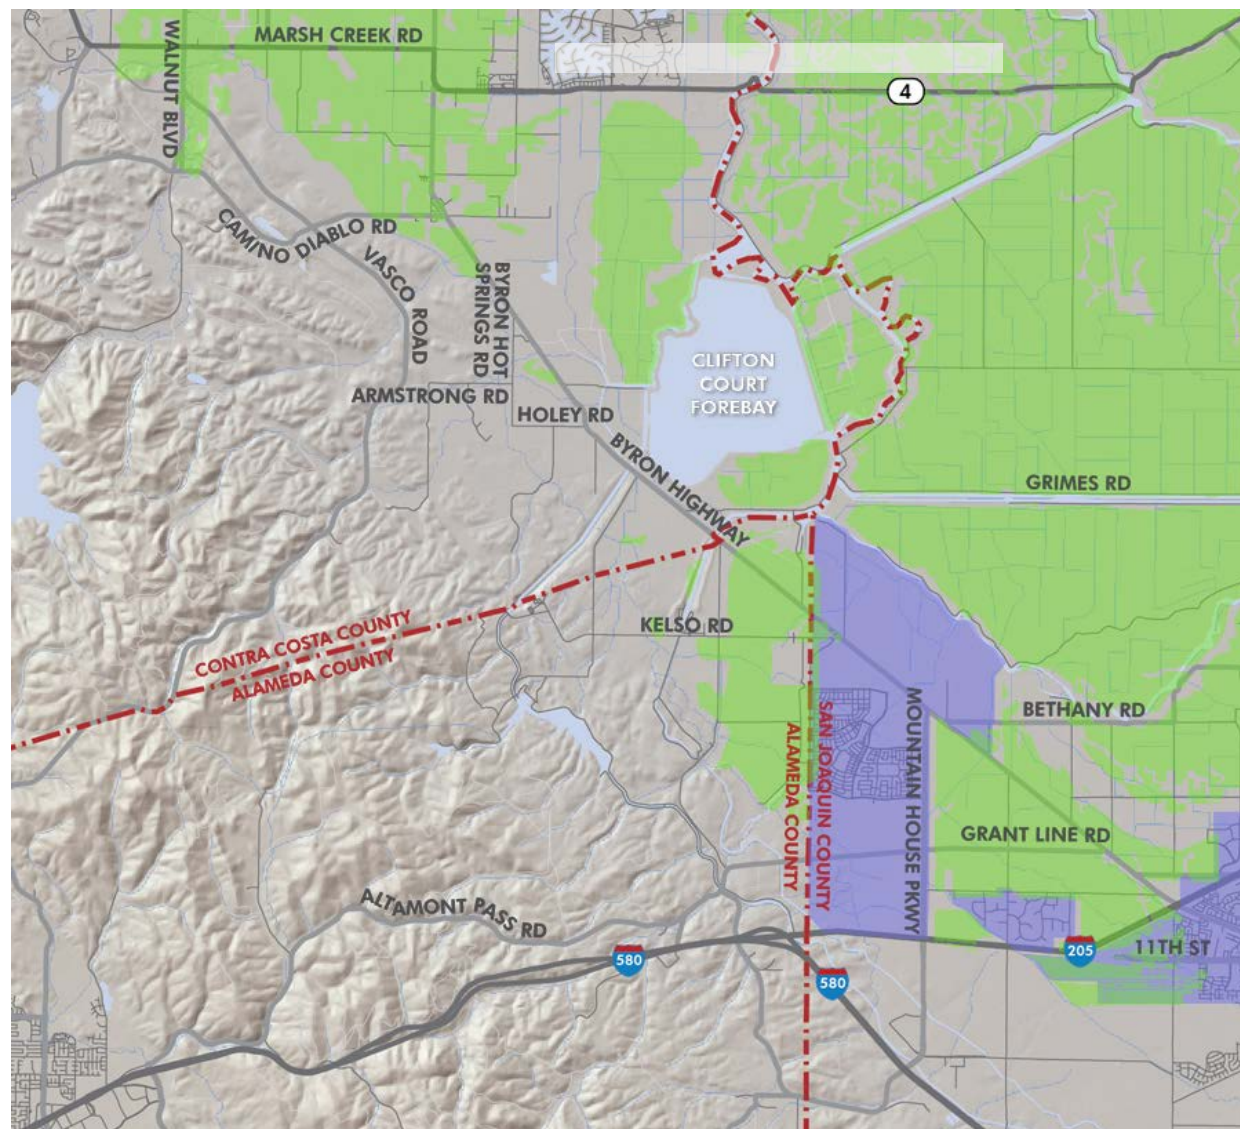 MARSH CREEK RD
WALNUT BLVD
4
CAMINO DIABLO RD
VASCO
ROAD
BYRON HOT
SPRINGS RD
CLIFTON
COURT
FOREBAY
ARMSTRONG RD
HOLEY RD
BYRON HIGHWAY
GRIMES RD
KELSO RD
CONTRA COSTA COUNTY
ALAMEDA COUNTY
BETHANY RD
SAN JOAQUIN COUNTY
ALAMEDA COUNTY
MOUNTAIN HOUSE PKWY
GRANT LINE RD
ALTAMONT PASS RD
580
205
11TH ST
580